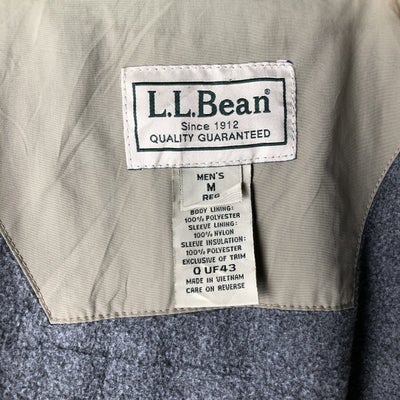 L.L.Bean®
Since 1912
QUALITY GUARANTEED
MEN'S
M
REG
BODY LINING:
100% POLYESTER
SLEEVE LINING:
100% NYLON
SLEEVE INSULATION:
100% POLYESTER
EXCLUSIVE OF TRIM
0 UF43
MADE IN VIETNAM
CARE ON REVERSE